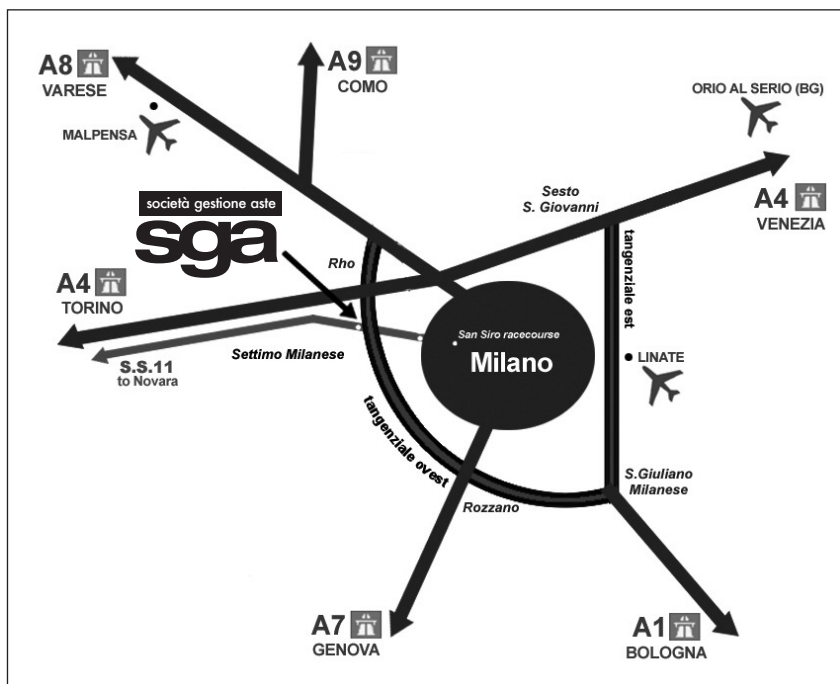 A8
VARESE
A9
COMO
ORIO AL SERIO (BG)
MALPENSA
Sesto
S. Giovanni
A4
VENEZIA
società gestione aste
sga
Rho
tangenziale est
A4
TORINO
San Siro racecourse
Milano
Settimo Milanese
S.S.11
to Novara
LINATE
tangenziale ovest
S.Giuliano
Milanese
Rozzano
A7
GENOVA
A1
BOLOGNA